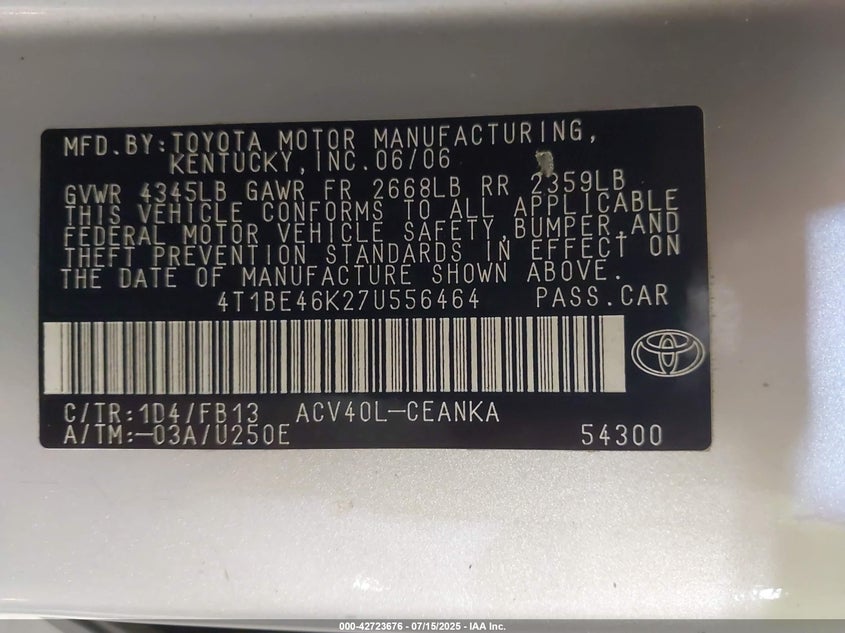 MFD.BY:TOYOTA MOTOR MANUFACTURING,
KENTUCKY,INC.06/06
GVWR 4345LB GAWR FR 2668LB RR 2359LB
THIS VEHICLE CONFORMS TO ALL APPLICABLE
FEDERAL MOTOR VEHICLE SAFETY,BUMPER,AND
THEFT PREVENTION STANDARDS IN EFFECT ON
THE DATE OF MANUFACTURE SHOWN ABOVE.
4T1BE46K27U556464 PASS.CAR
C/TR:1D4/FB13 ACV40L-CEANKA
A/TM:-03A/U250E 54300
000-42723676 - 07/15/2025 - IAA Inc.